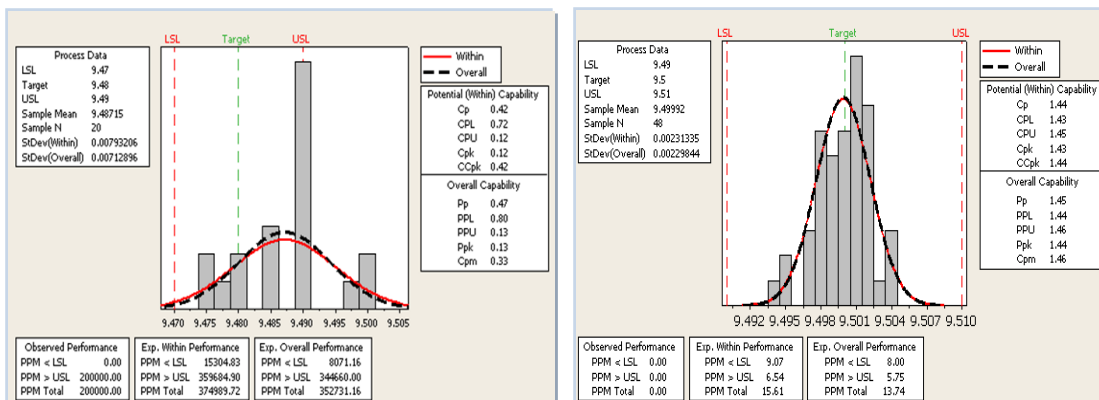 LSL Target USL
Process Data
LSL 9.47
Target 9.48
USL 9.49
Sample Mean 9.48715
Sample N 20
StDev(Within) 0.00793206
StDev(Overall) 0.00712896
Within
Overall
Potential (Within) Capability
Cp 0.42
CPL 0.72
CPU 0.12
Cpk 0.12
CCpk 0.42
Overall Capability
Pp 0.47
PPL 0.80
PPU 0.13
Ppk 0.13
Cpm 0.33
9.470 9.475 9.480 9.485 9.490 9.495 9.500 9.505
Observed Performance
PPM < LSL 0.00
PPM > USL 200000.00
PPM Total 200000.00
Exp. Within Performance
PPM < LSL 15304.83
PPM > USL 359684.90
PPM Total 374989.72
Exp. Overall Performance
PPM < LSL 8071.16
PPM > USL 344660.00
PPM Total 352731.16
LSL Target USL
Process Data
LSL 9.49
Target 9.5
USL 9.51
Sample Mean 9.49992
Sample N 48
StDev(Within) 0.00231335
StDev(Overall) 0.00229844
Within
Overall
Potential (Within) Capability
Cp 1.44
CPL 1.43
CPU 1.45
Cpk 1.43
CCpk 1.44
Overall Capability
Pp 1.45
PPL 1.44
PPU 1.46
Ppk 1.44
Cpm 1.46
9.492 9.495 9.498 9.501 9.504 9.507 9.510
Observed Performance
PPM < LSL 0.00
PPM > USL 0.00
PPM Total 0.00
Exp. Within Performance
PPM < LSL 9.07
PPM > USL 6.54
PPM Total 15.61
Exp. Overall Performance
PPM < LSL 8.00
PPM > USL 5.75
PPM Total 13.74